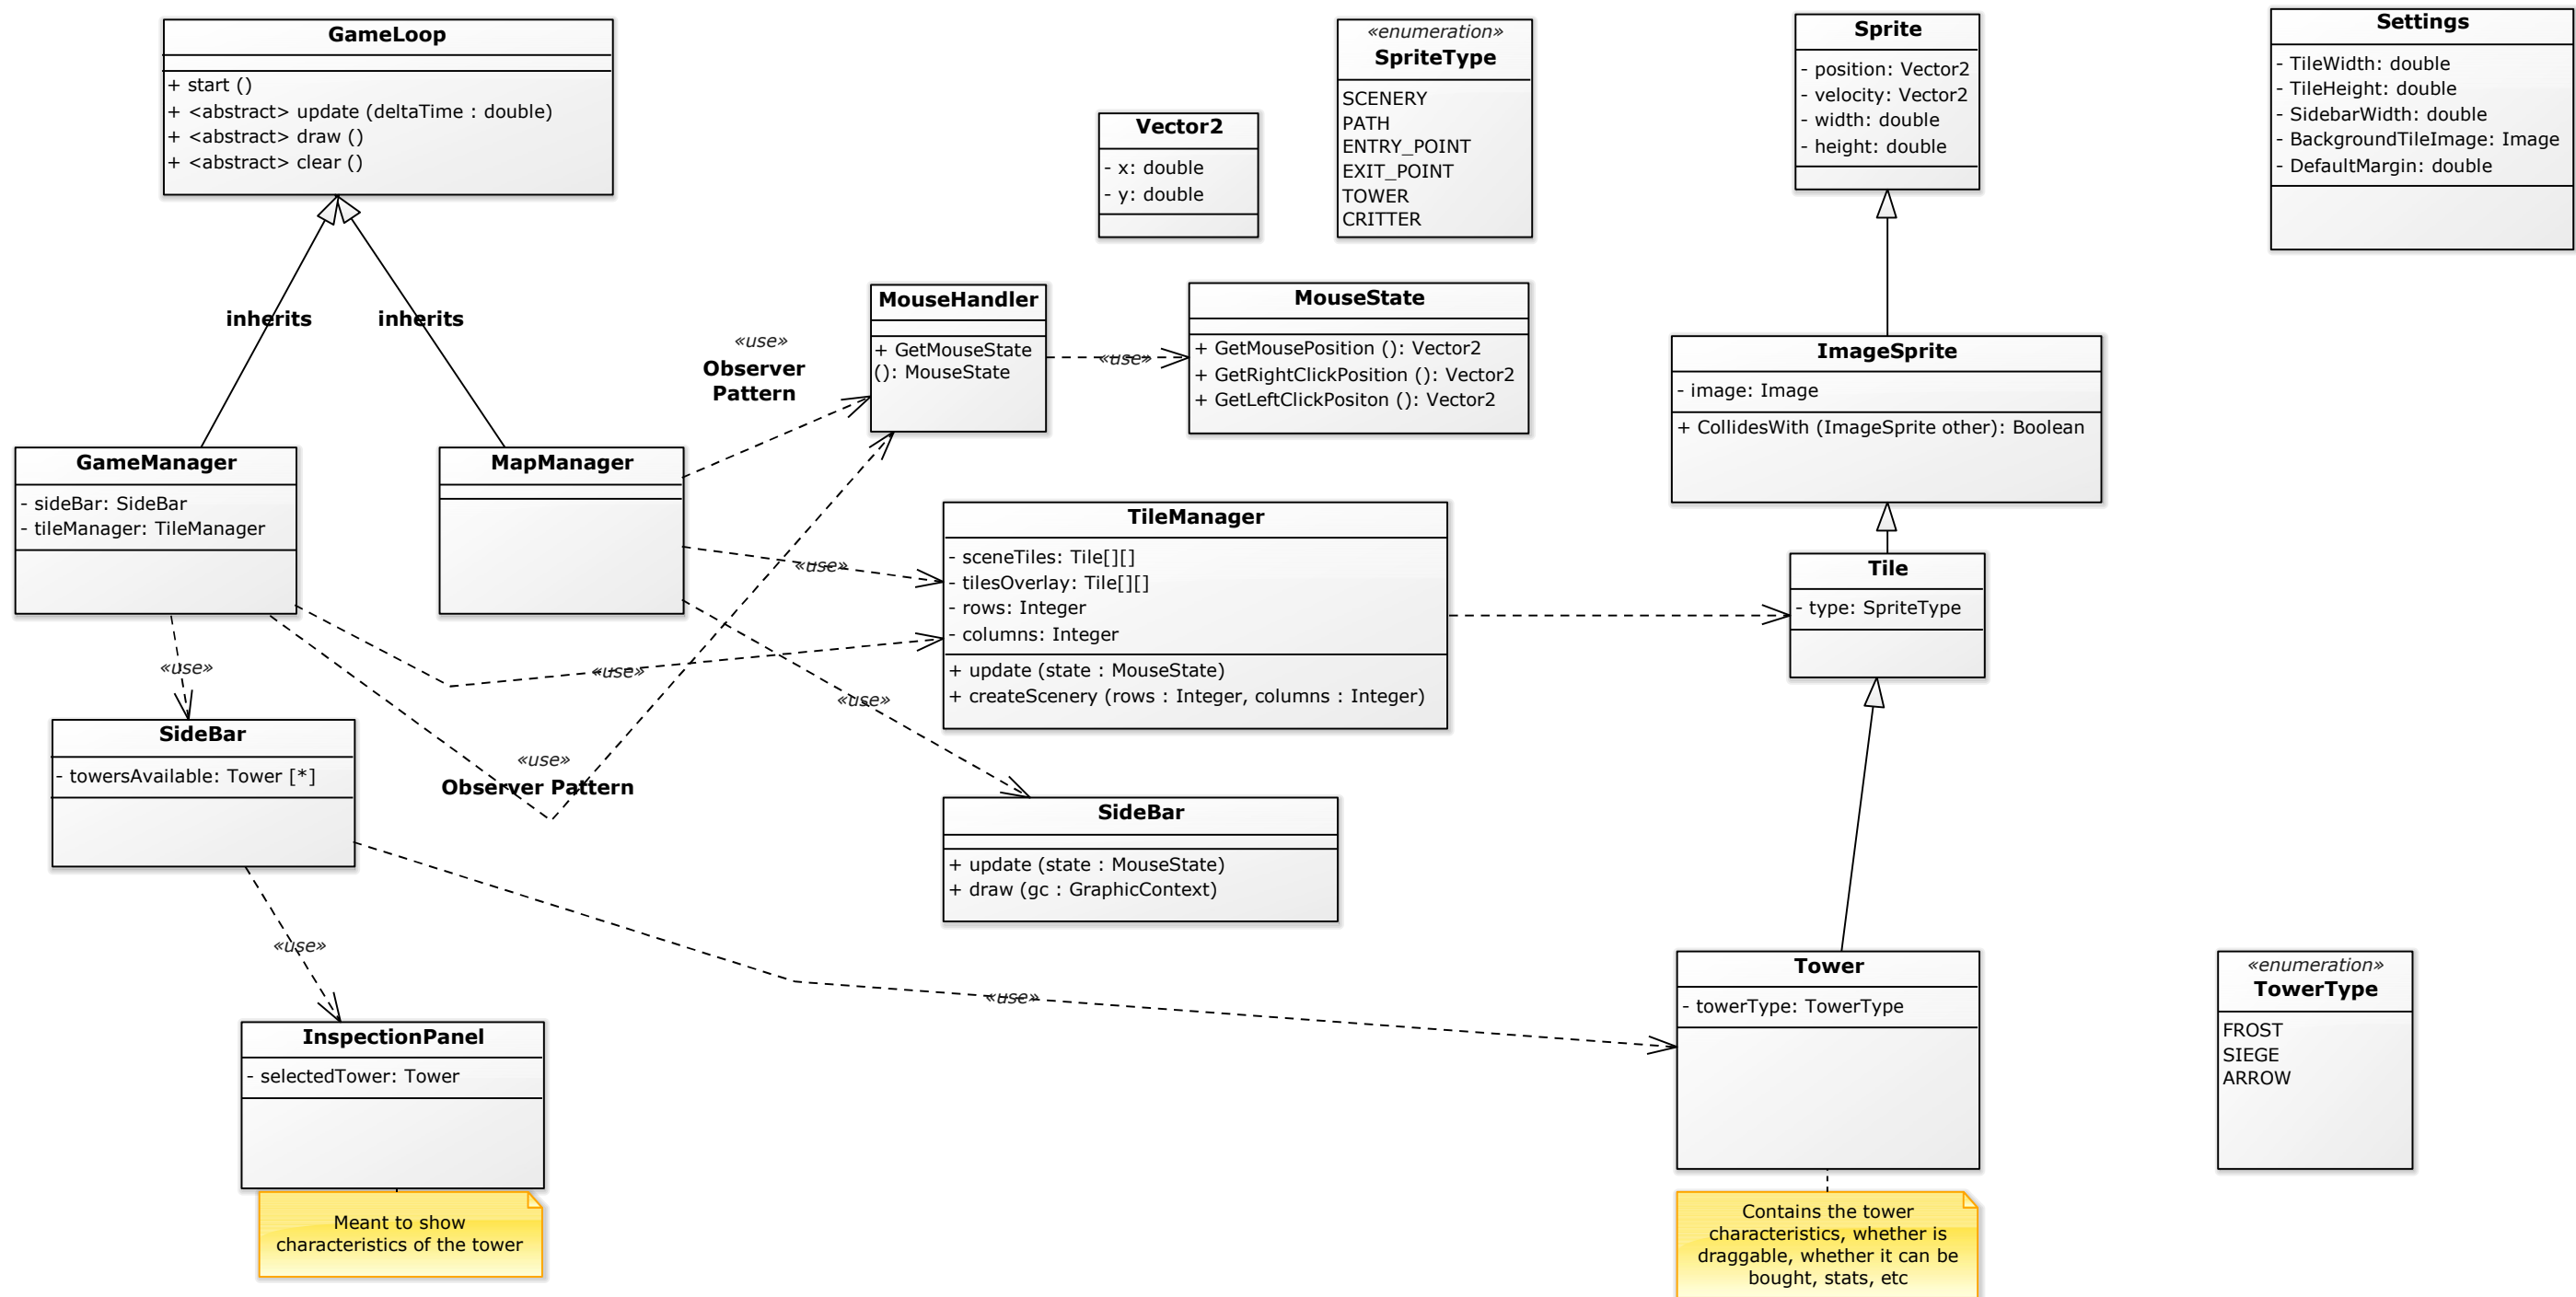 GameLoop
+ start ()
+ <abstract> update (deltaTime : double)
+ <abstract> draw ()
+ <abstract> clear ()
«enumeration»
SpriteType
SCENERY
PATH
ENTRY_POINT
EXIT_POINT
TOWER
CRITTER
Vector2
- x: double
- y: double
Sprite
- position: Vector2
- velocity: Vector2
- width: double
- height: double
Settings
- TileWidth: double
- TileHeight: double
- SidebarWidth: double
- BackgroundTileImage: Image
- DefaultMargin: double
inherits
inherits
«use»
Observer
Pattern
MouseHandler
+ GetMouseState
(): MouseState
«use»
MouseState
+ GetMousePosition (): Vector2
+ GetRightClickPosition (): Vector2
+ GetLeftClickPositon (): Vector2
ImageSprite
- image: Image
+ CollidesWith (ImageSprite other): Boolean
GameManager
- sideBar: SideBar
- tileManager: TileManager
MapManager
«use»
TileManager
- sceneTiles: Tile[][]
- tilesOverlay: Tile[][]
- rows: Integer
- columns: Integer
+ update (state : MouseState)
+ createScenery (rows : Integer, columns : Integer)
Tile
- type: SpriteType
«use»
«use»
«use»
SideBar
- towersAvailable: Tower [*]
«use»
Observer Pattern
SideBar
+ update (state : MouseState)
+ draw (gc : GraphicContext)
«use»
«use»
InspectionPanel
- selectedTower: Tower
Meant to show
characteristics of the tower
Tower
- towerType: TowerType
Contains the tower
characteristics, whether is
draggable, whether it can be
bought, stats, etc
«enumeration»
TowerType
FROST
SIEGE
ARROW